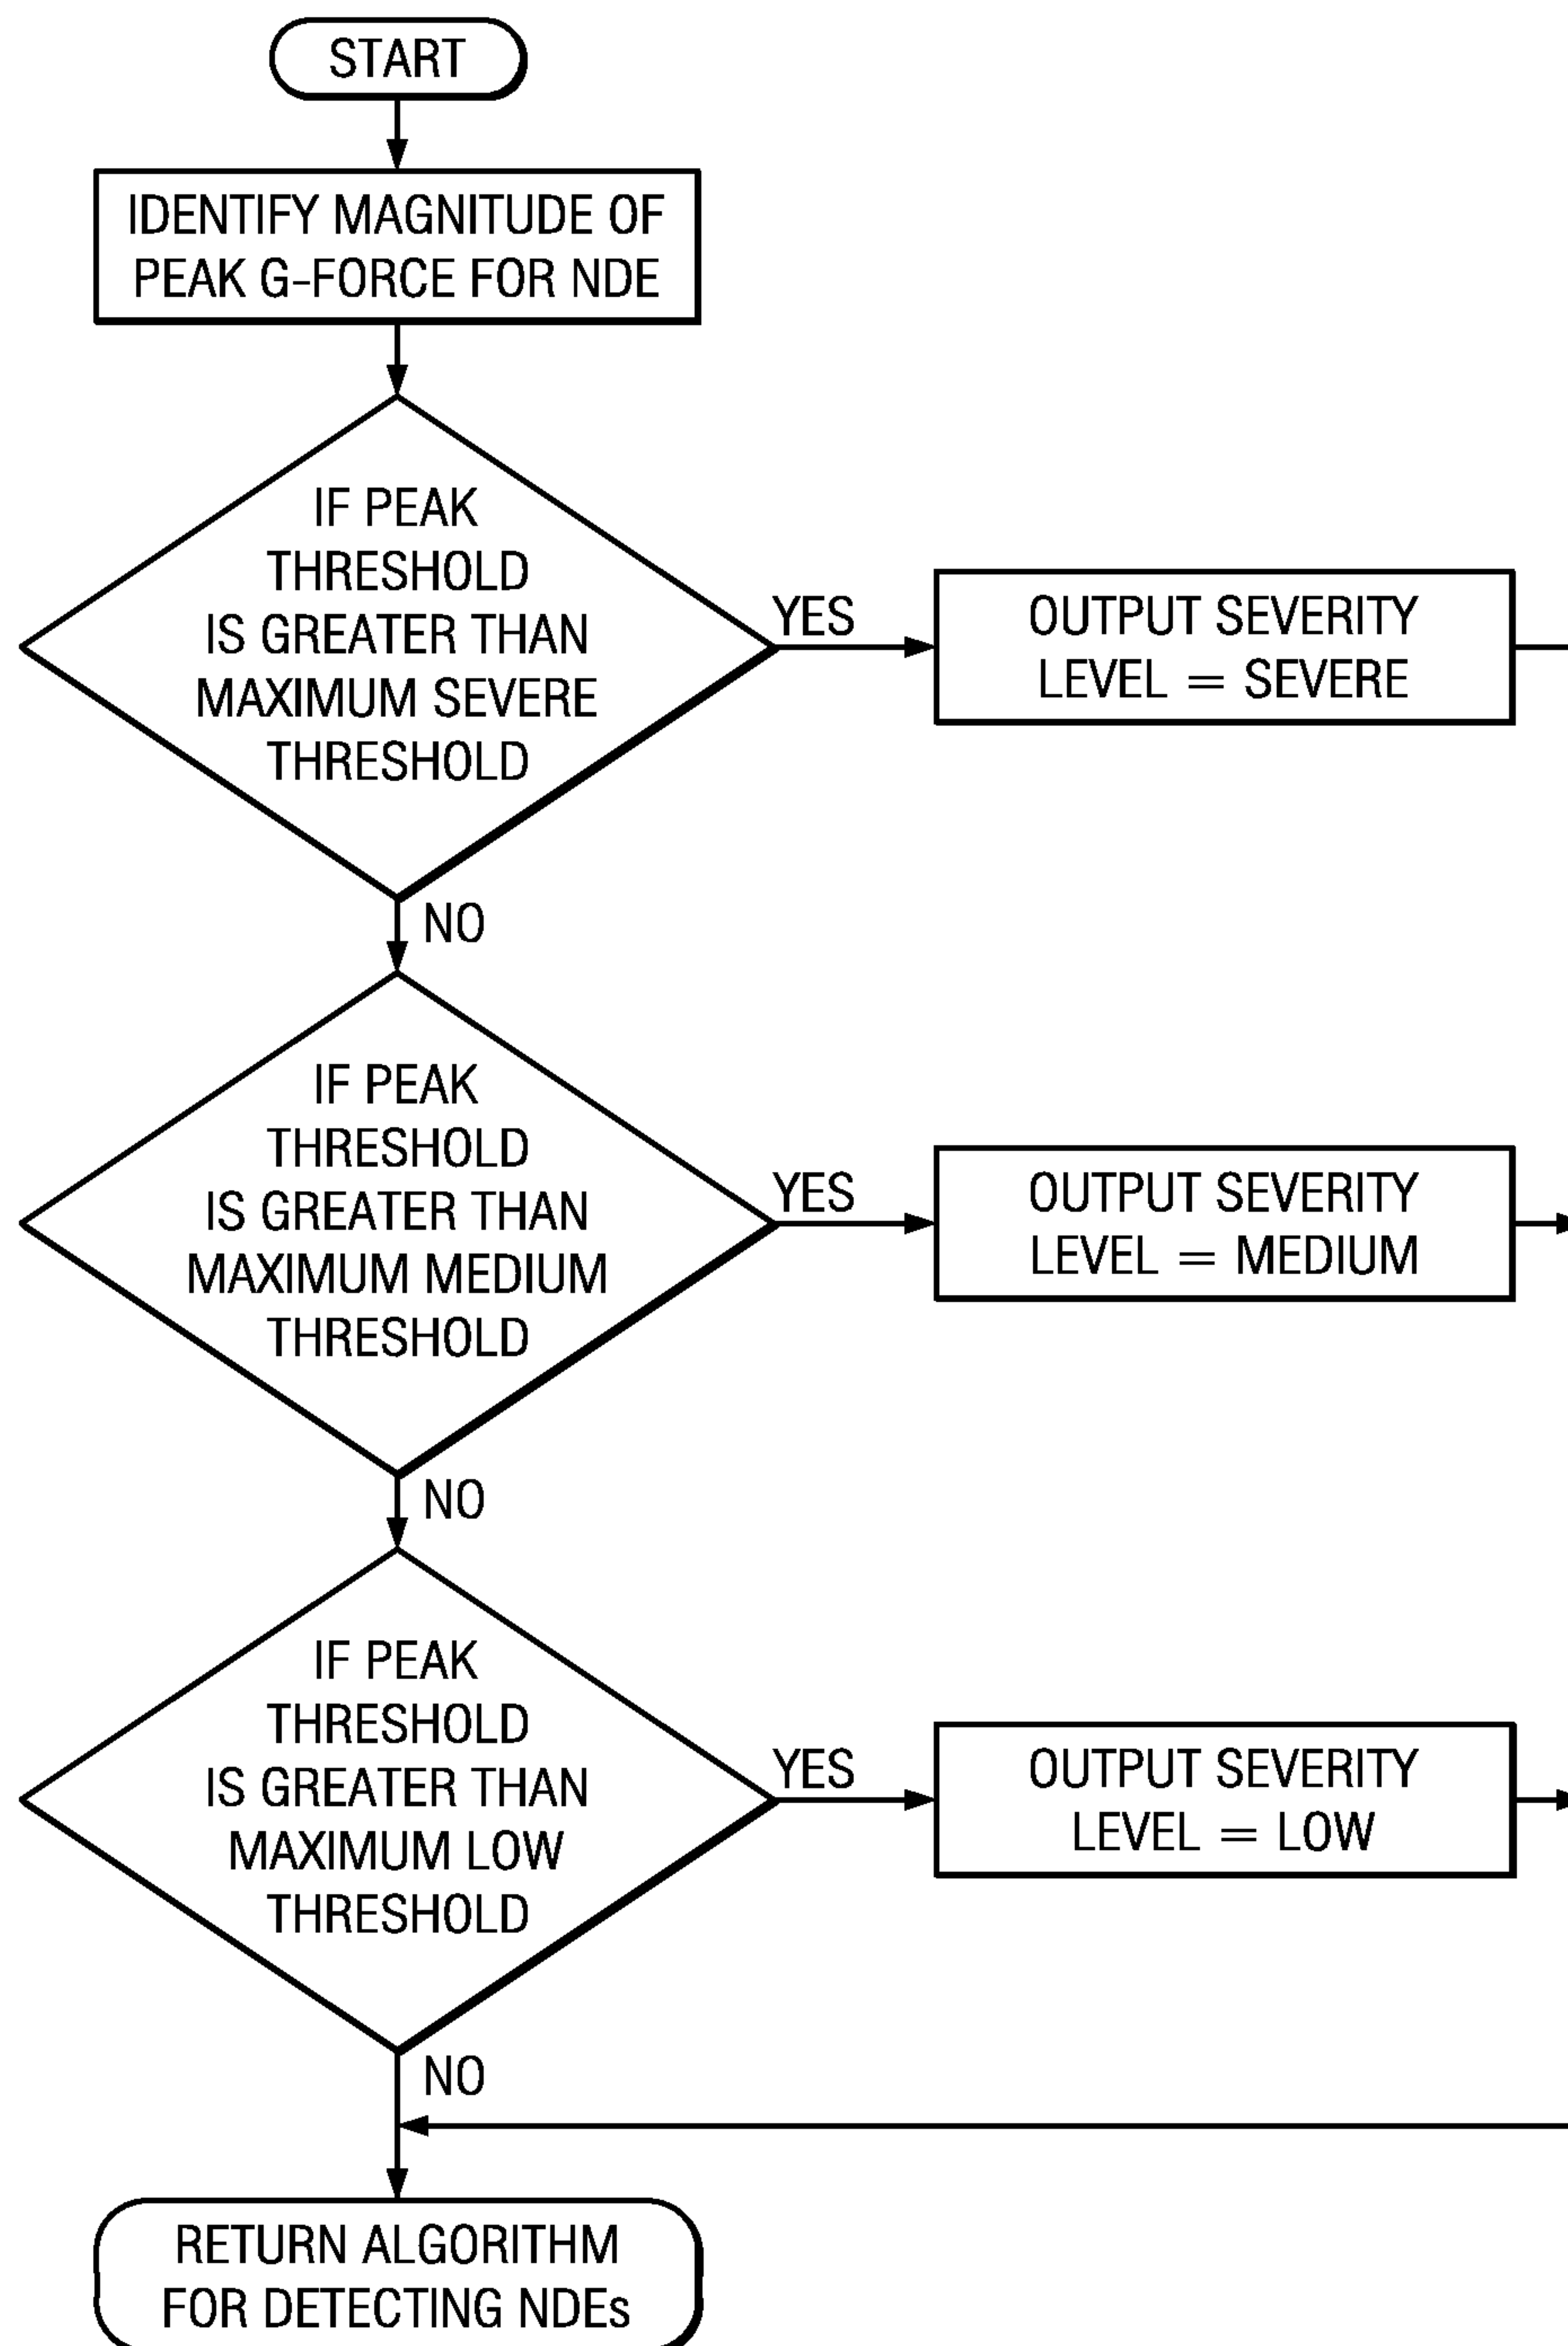 START
IDENTIFY MAGNITUDE OF
PEAK G-FORCE FOR NDE
IF PEAK
THRESHOLD
IS GREATER THAN
MAXIMUM SEVERE
THRESHOLD
YES
OUTPUT SEVERITY
LEVEL = SEVERE
NO
IF PEAK
THRESHOLD
IS GREATER THAN
MAXIMUM MEDIUM
THRESHOLD
YES
OUTPUT SEVERITY
LEVEL = MEDIUM
NO
IF PEAK
THRESHOLD
IS GREATER THAN
MAXIMUM LOW
THRESHOLD
YES
OUTPUT SEVERITY
LEVEL = LOW
NO
RETURN ALGORITHM
FOR DETECTING NDEs